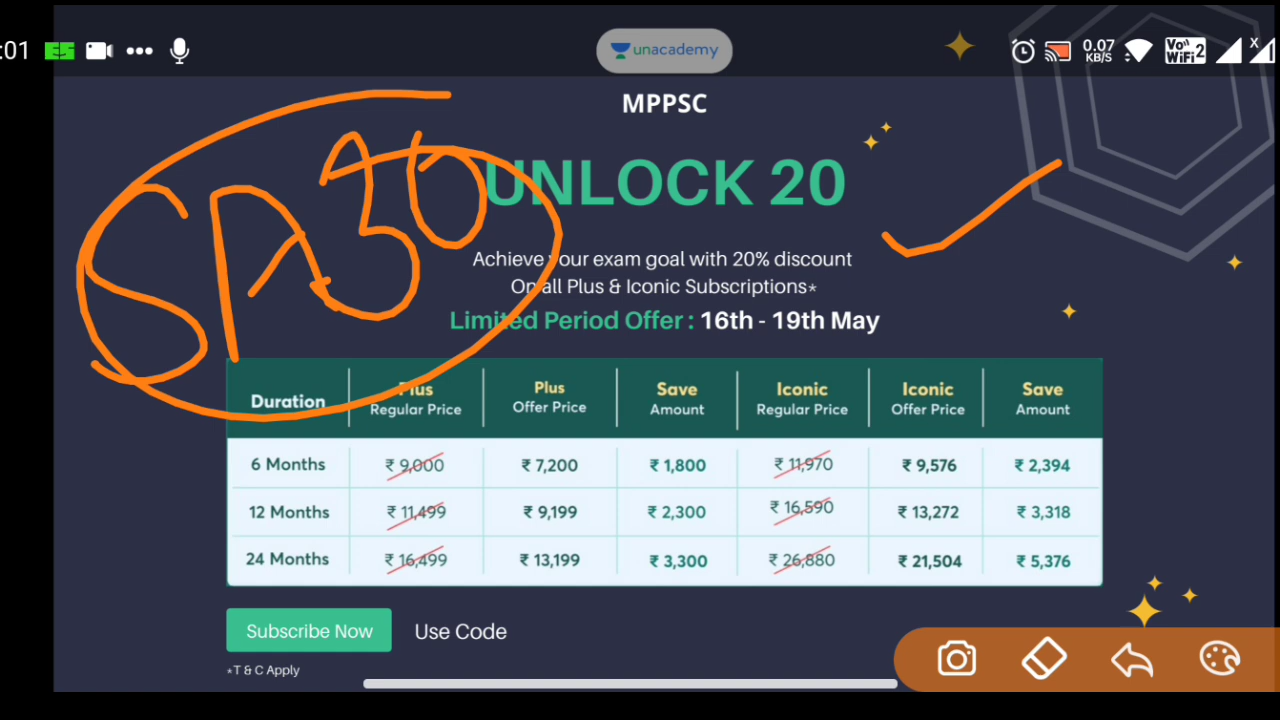 :01
0.07
KB/S
Vo
WiFi 2
X
unacademy
MPPSC
UNLOCK 20
SA30
Achieve your exam goal with 20% discount
On all Plus & Iconic Subscriptions*
Limited Period Offer : 16th - 19th May
Duration Plus Regular Price Plus Offer Price Save Amount Iconic Regular Price Iconic Offer Price Save Amount
6 Months ₹ 9,000 ₹ 7,200 ₹ 1,800 ₹ 11,970 ₹ 9,576 ₹ 2,394
12 Months ₹ 11,499 ₹ 9,199 ₹ 2,300 ₹ 16,590 ₹ 13,272 ₹ 3,318
24 Months ₹ 16,499 ₹ 13,199 ₹ 3,300 ₹ 26,880 ₹ 21,504 ₹ 5,376
Subscribe Now Use Code
*T & C Apply